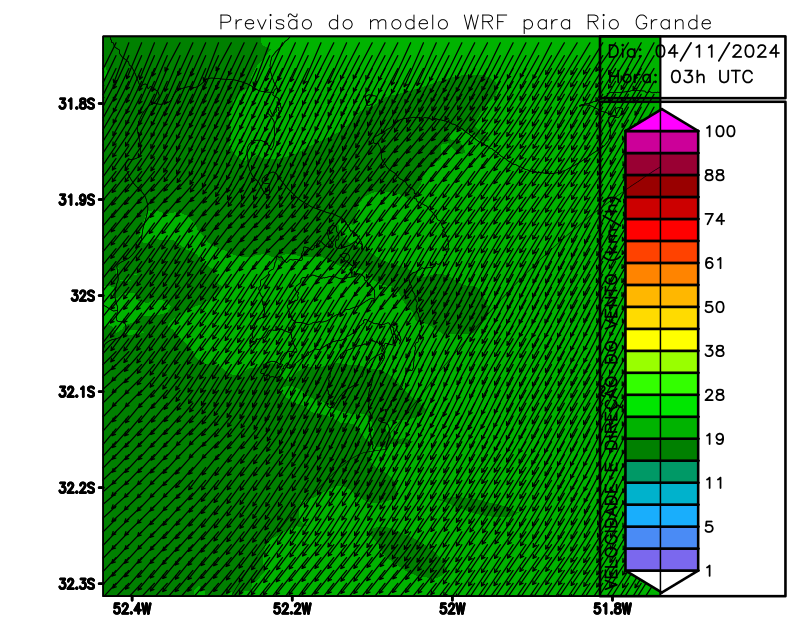 Previsão do modelo WRF para Rio Grande
Dia: 04/11/2024
Hora: 03h UTC
31.8S
31.9S
32S
32.1S
32.2S
32.3S
52.4W
52.2W
52W
51.8W
VELOCIDADE E DIREÇÃO DO VENTO (km/h)
100
88
74
61
50
38
28
19
11
5
1